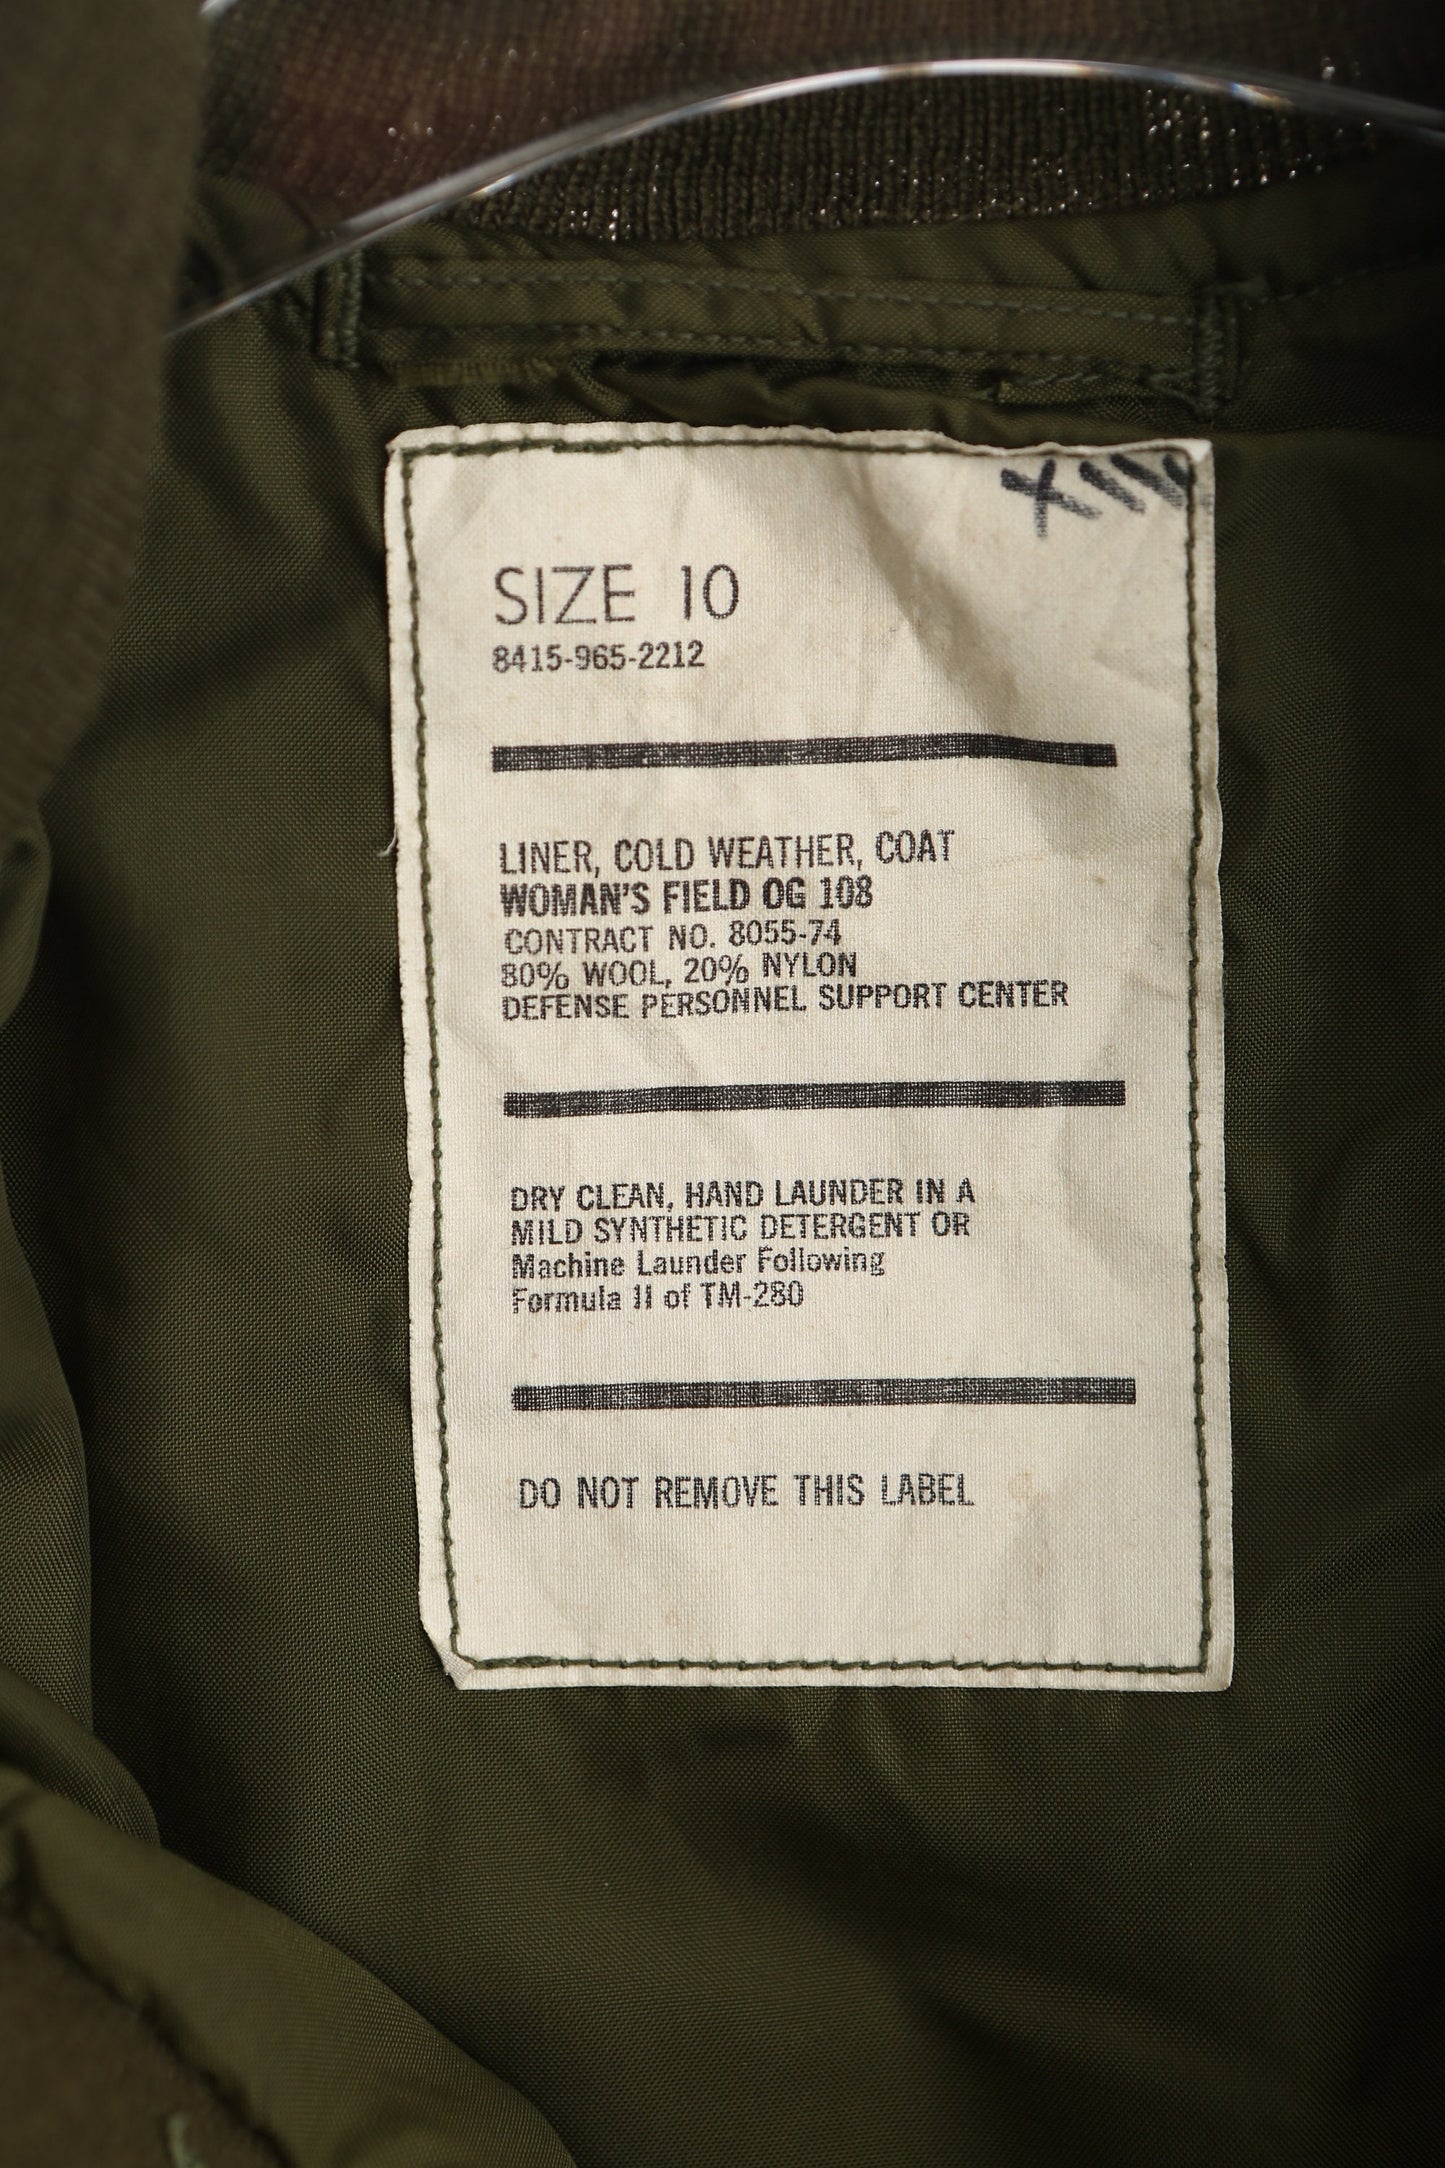 SIZE 10
8415-965-2212
LINER, COLD WEATHER, COAT
WOMAN'S FIELD OG 108
CONTRACT NO. 8055-74
80% WOOL, 20% NYLON
DEFENSE PERSONNEL SUPPORT CENTER
DRY CLEAN, HAND LAUNDER IN A
MILD SYNTHETIC DETERGENT OR
Machine Launder Following
Formula II of TM-280
DO NOT REMOVE THIS LABEL